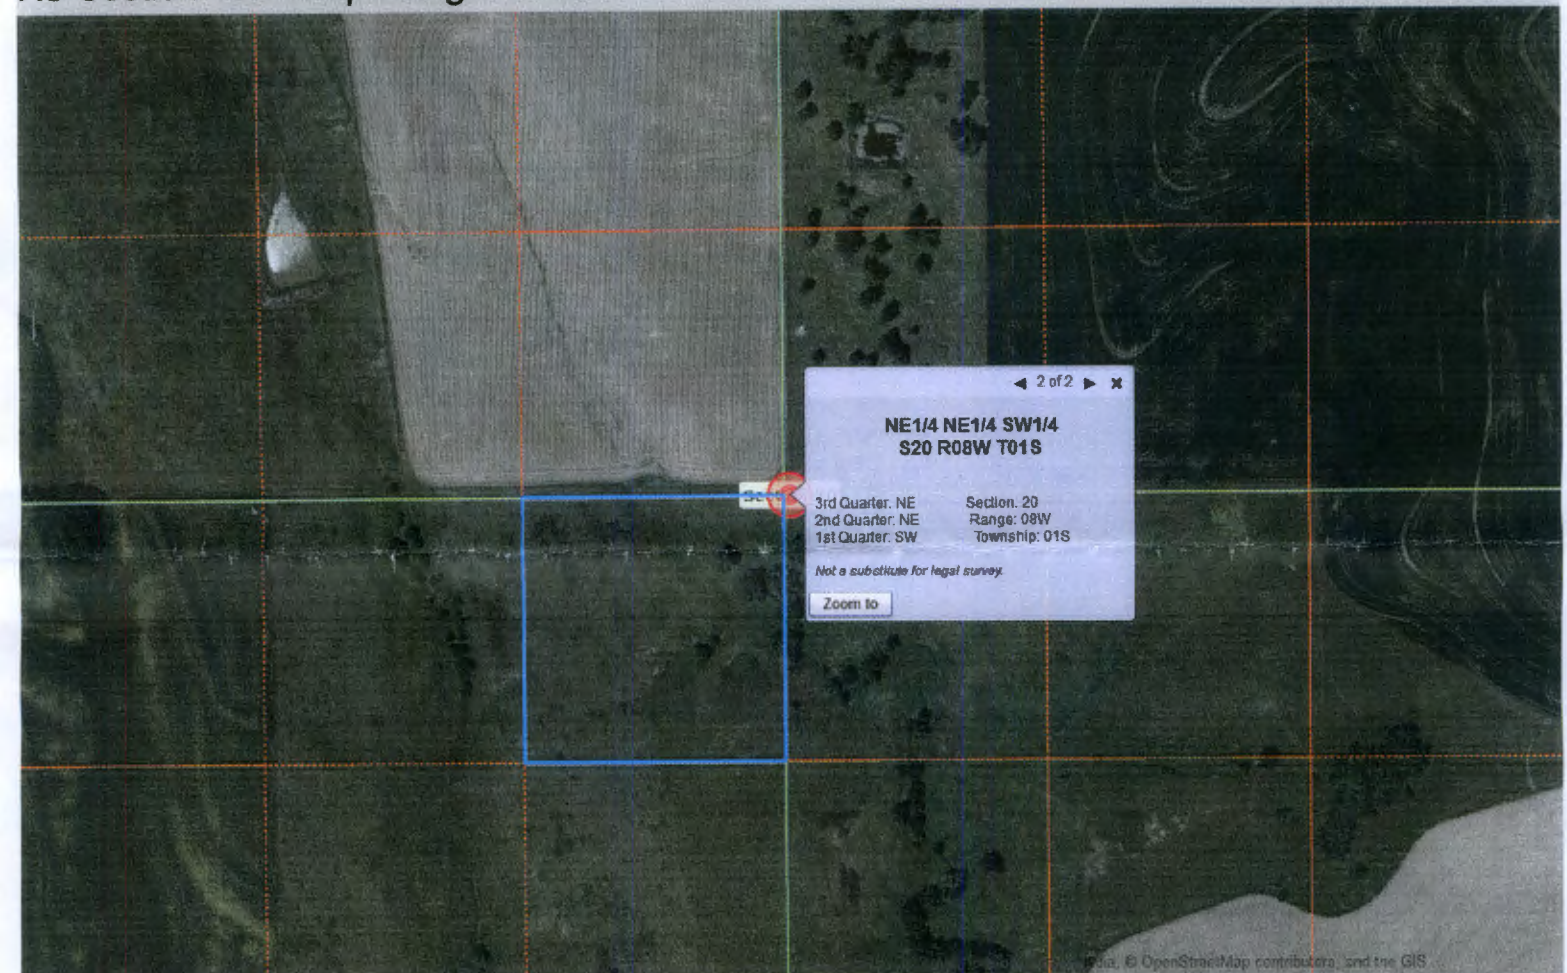 2 of 2
NE1/4 NE1/4 SW1/4
S20 R08W T01S
3rd Quarter: NE Section: 20
2nd Quarter: NE Range: 08W
1st Quarter: SW Township: 01S
Not a substitute for legal survey.
Zoom to
© OpenStreetMap contributors, and the GIS